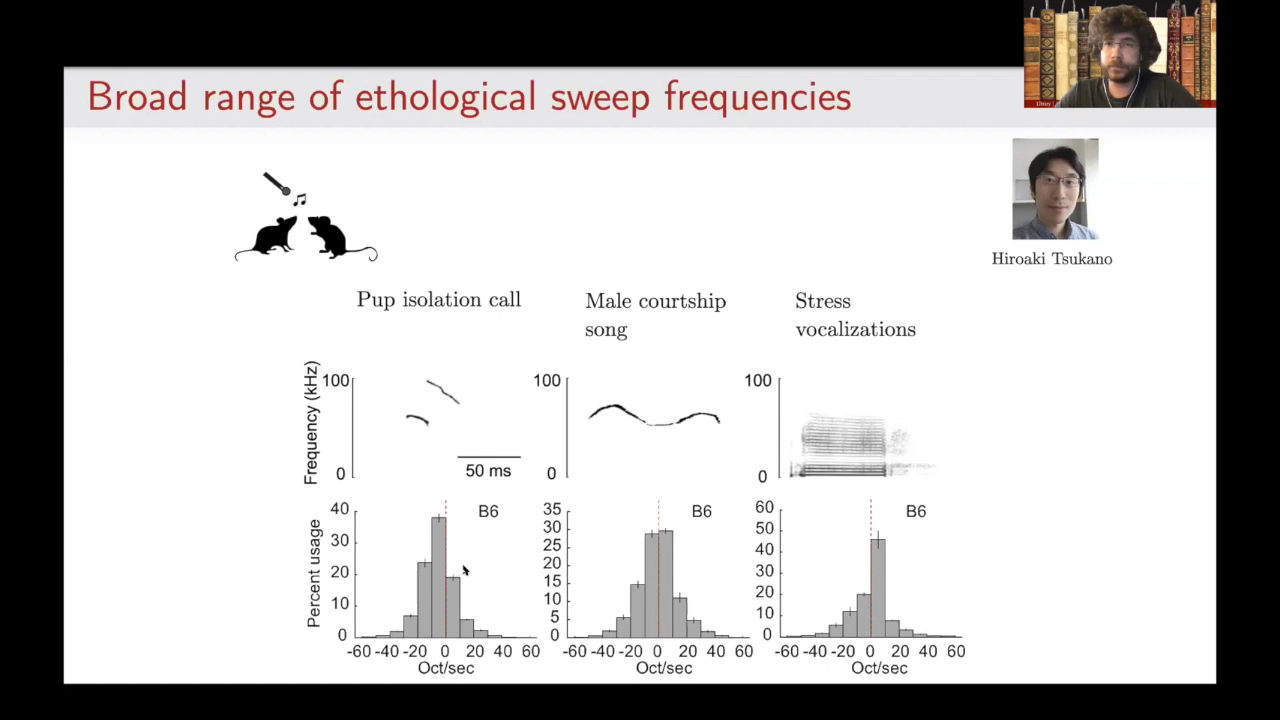 Broad range of ethological sweep frequencies
Hiroaki Tsukano
Pup isolation call
Male courtship
song
Stress
vocalizations
Frequency (kHz)
100
0
50 ms
100
0
100
0
Percent usage
40
30
20
10
0
B6
-60 -40 -20 0 20 40 60
Oct/sec
35
30
25
20
15
10
5
0
B6
-60 -40 -20 0 20 40 60
Oct/sec
60
50
40
30
20
10
0
B6
-60 -40 -20 0 20 40 60
Oct/sec